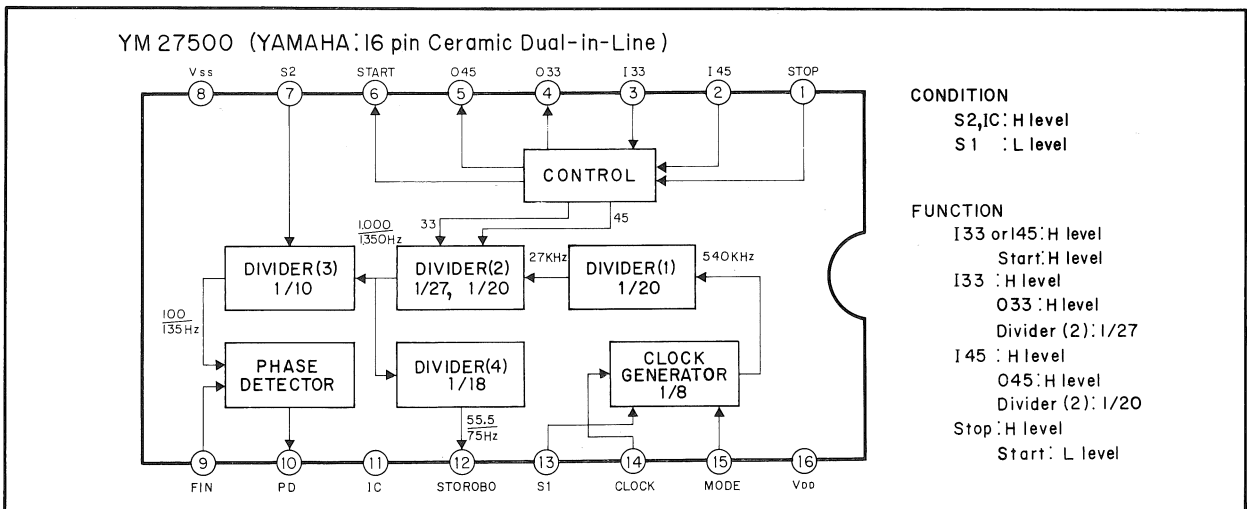 YM 27500 (YAMAHA:16 pin Ceramic Dual-in-Line)
Vss S2 START O45 O33 I33 I45 STOP
8 7 6 5 4 3 2 1
CONTROL
33 45
1.000
1350Hz
27KHz
540KHz
DIVIDER(3)
1/10
DIVIDER(2)
1/27, 1/20
DIVIDER(1)
1/20
100
135Hz
PHASE
DETECTOR
DIVIDER(4)
1/18
CLOCK
GENERATOR
1/8
55.5
75Hz
9 10 11 12 13 14 15 16
FIN PD IC STOROBO S1 CLOCK MODE VDD
CONDITION
S2,IC:H level
S1 :L level
FUNCTION
I33 or I45:H level
Start:H level
I33 :H level
O33:H level
Divider (2):1/27
I45 :H level
O45:H level
Divider (2):1/20
Stop:H level
Start: L level